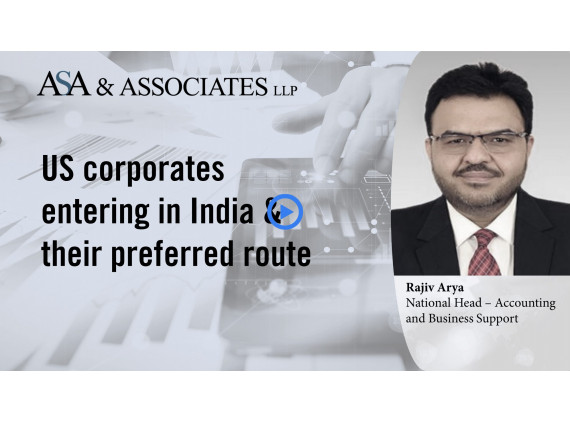 ASA & ASSOCIATES LLP
US corporates
entering in India &
their preferred route
Rajiv Arya
National Head – Accounting
and Business Support